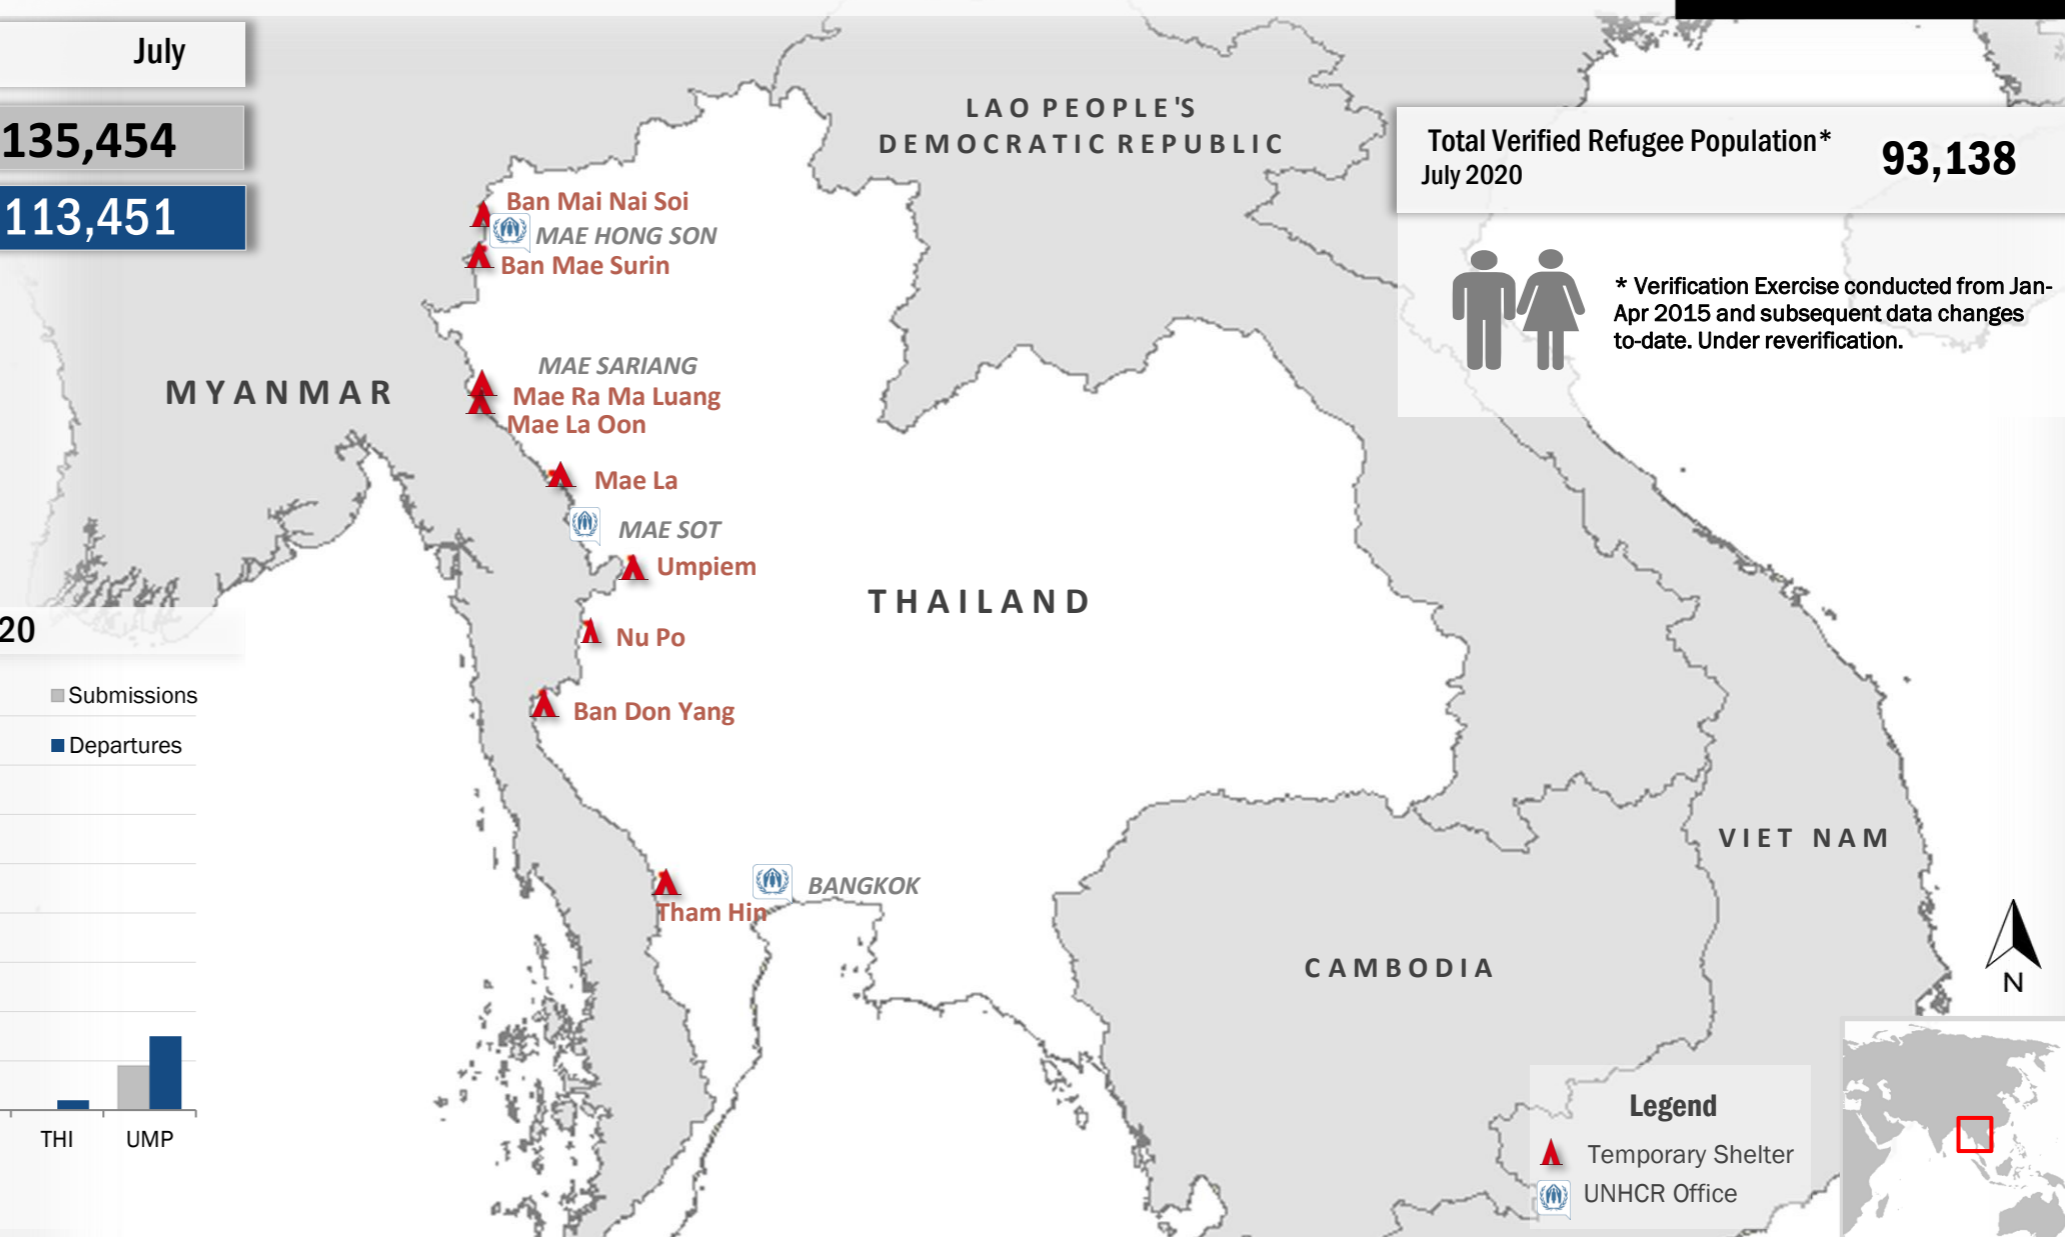 July
135,454
113,451
LAO PEOPLE'S
DEMOCRATIC REPUBLIC
Total Verified Refugee Population*
July 2020
93,138
* Verification Exercise conducted from Jan-
Apr 2015 and subsequent data changes
to-date. Under reverification.
Ban Mai Nai Soi
MAE HONG SON
Ban Mae Surin
MYANMAR
MAE SARIANG
Mae Ra Ma Luang
Mae La Oon
Mae La
MAE SOT
Umpiem
THAILAND
Nu Po
Ban Don Yang
20
Submissions
Departures
THI
UMP
VIET NAM
BANGKOK
Tham Hin
CAMBODIA
N
Legend
Temporary Shelter
UNHCR Office